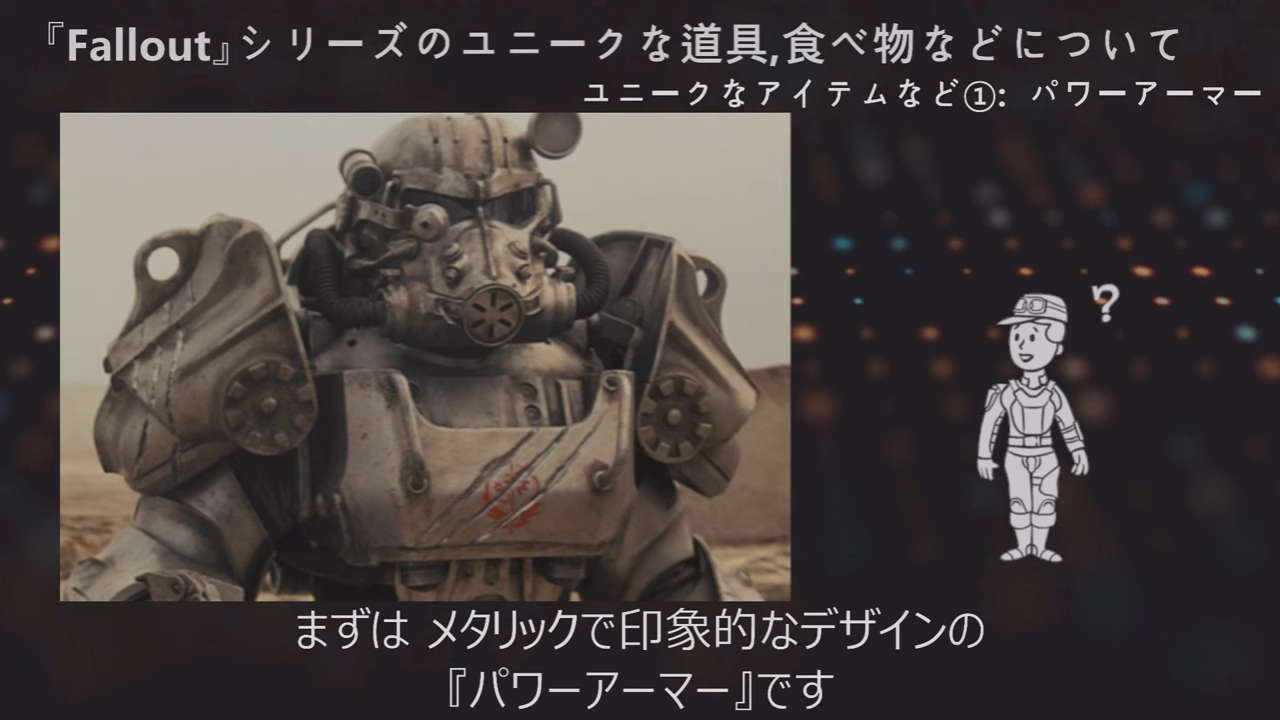 『Fallout』シリーズのユニークな道具,食べ物などについて
ユニークなアイテムなど①: パワーアーマー
?
まずは メタリックで印象的なデザインの
『パワーアーマー』です